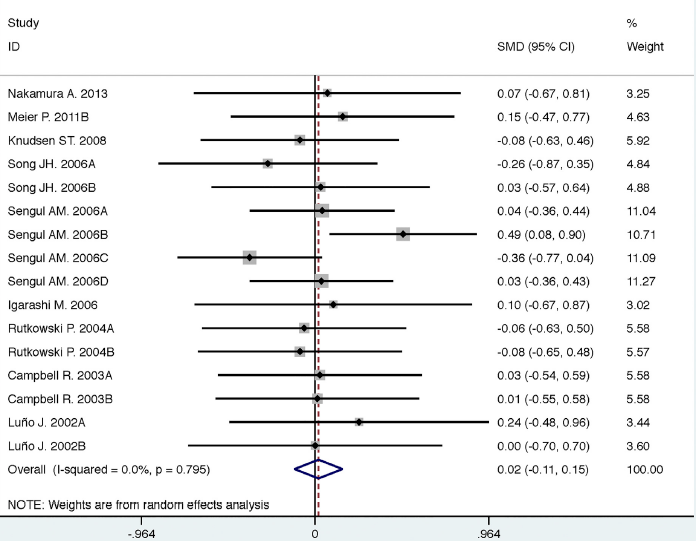 Study %
ID SMD (95% CI) Weight
Nakamura A. 2013 0.07 (-0.67, 0.81) 3.25
Meier P. 2011B 0.15 (-0.47, 0.77) 4.63
Knudsen ST. 2008 -0.08 (-0.63, 0.46) 5.92
Song JH. 2006A -0.26 (-0.87, 0.35) 4.84
Song JH. 2006B 0.03 (-0.57, 0.64) 4.88
Sengul AM. 2006A 0.04 (-0.36, 0.44) 11.04
Sengul AM. 2006B 0.49 (0.08, 0.90) 10.71
Sengul AM. 2006C -0.36 (-0.77, 0.04) 11.09
Sengul AM. 2006D 0.03 (-0.36, 0.43) 11.27
Igarashi M. 2006 0.10 (-0.67, 0.87) 3.02
Rutkowski P. 2004A -0.06 (-0.63, 0.50) 5.58
Rutkowski P. 2004B -0.08 (-0.65, 0.48) 5.57
Campbell R. 2003A 0.03 (-0.54, 0.59) 5.58
Campbell R. 2003B 0.01 (-0.55, 0.58) 5.58
Luño J. 2002A 0.24 (-0.48, 0.96) 3.44
Luño J. 2002B 0.00 (-0.70, 0.70) 3.60
Overall (I-squared = 0.0%, p = 0.795) 0.02 (-0.11, 0.15) 100.00
NOTE: Weights are from random effects analysis
-.964 0 .964